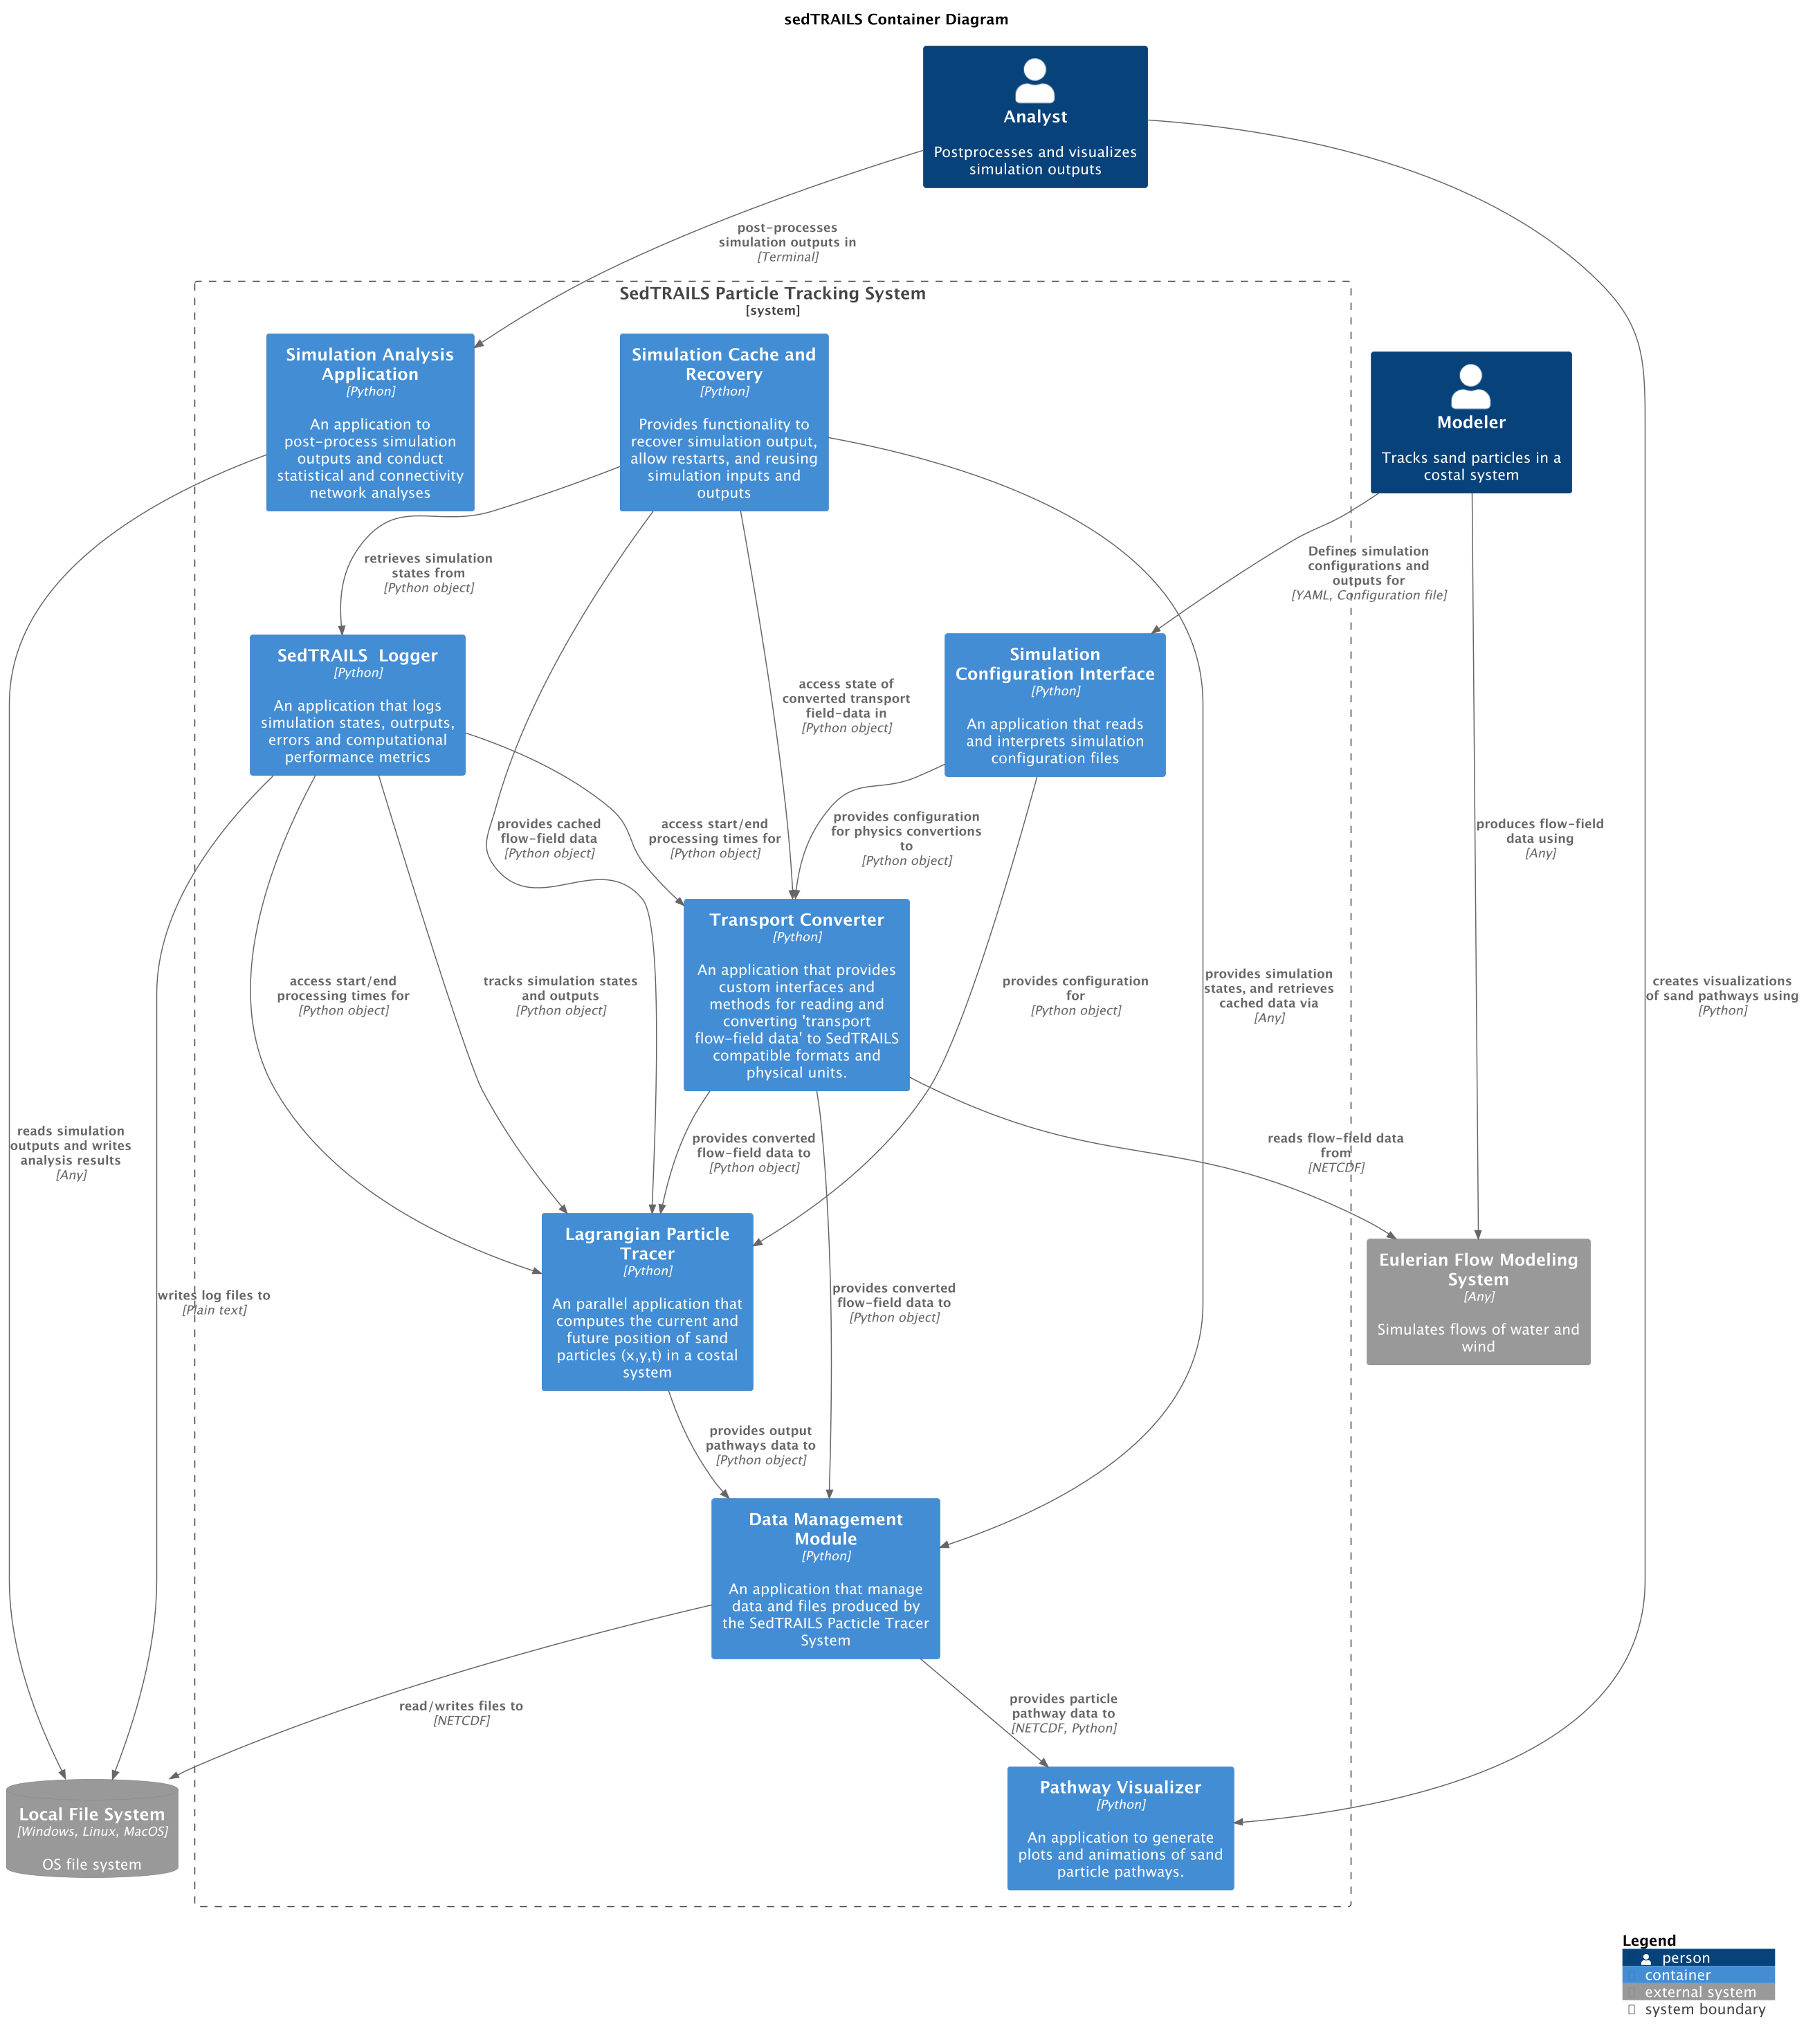 sedTRAILS Container Diagram
Analyst
Postprocesses and visualizes
simulation outputs
post-processes
simulation outputs in
[Terminal]
SedTRAILS Particle Tracking System
[system]
Simulation Analysis
Application
[Python]
An application to
post-process simulation
outputs and conduct
statistical and connectivity
network analyses
Simulation Cache and
Recovery
[Python]
Provides functionality to
recover simulation output,
allow restarts, and reusing
simulation inputs and
outputs
Modeler
Tracks sand particles in a
costal system
retrieves simulation
states from
[Python object]
Defines simulation
configurations and
outputs for
[YAML, Configuration file]
SedTRAILS  Logger
[Python]
An application that logs
simulation states, outrputs,
errors and computational
performance metrics
access state of
converted transport
field-data in
[Python object]
Simulation
Configuration Interface
[Python]
An application that reads
and interprets simulation
configuration files
provides cached
flow-field data
[Python object]
access start/end
processing times for
[Python object]
provides configuration
for physics convertions
to
[Python object]
produces flow-field
data using
[Any]
Transport Converter
[Python]
An application that provides
custom interfaces and
methods for reading and
converting 'transport
flow-field data' to SedTRAILS
compatible formats and
physical units.
access start/end
processing times for
[Python object]
tracks simulation states
and outputs
[Python object]
provides configuration
for
[Python object]
provides simulation
states, and retrieves
cached data via
[Any]
creates visualizations
of sand pathways using
[Python]
reads simulation
outputs and writes
analysis results
[Any]
provides converted
flow-field data to
[Python object]
reads flow-field data
from
[NETCDF]
Lagrangian Particle
Tracer
[Python]
An parallel application that
computes the current and
future position of sand
particles (x,y,t) in a costal
system
writes log files to
[Plain text]
provides converted
flow-field data to
[Python object]
Eulerian Flow Modeling
System
[Any]
Simulates flows of water and
wind
provides output
pathways data to
[Python object]
Data Management
Module
[Python]
An application that manage
data and files produced by
the SedTRAILS Pacticle Tracer
System
read/writes files to
[NETCDF]
provides particle
pathway data to
[NETCDF, Python]
Local File System
[Windows, Linux, MacOS]
OS file system
Pathway Visualizer
[Python]
An application to generate
plots and animations of sand
particle pathways.
Legend
person
container
external system
system boundary